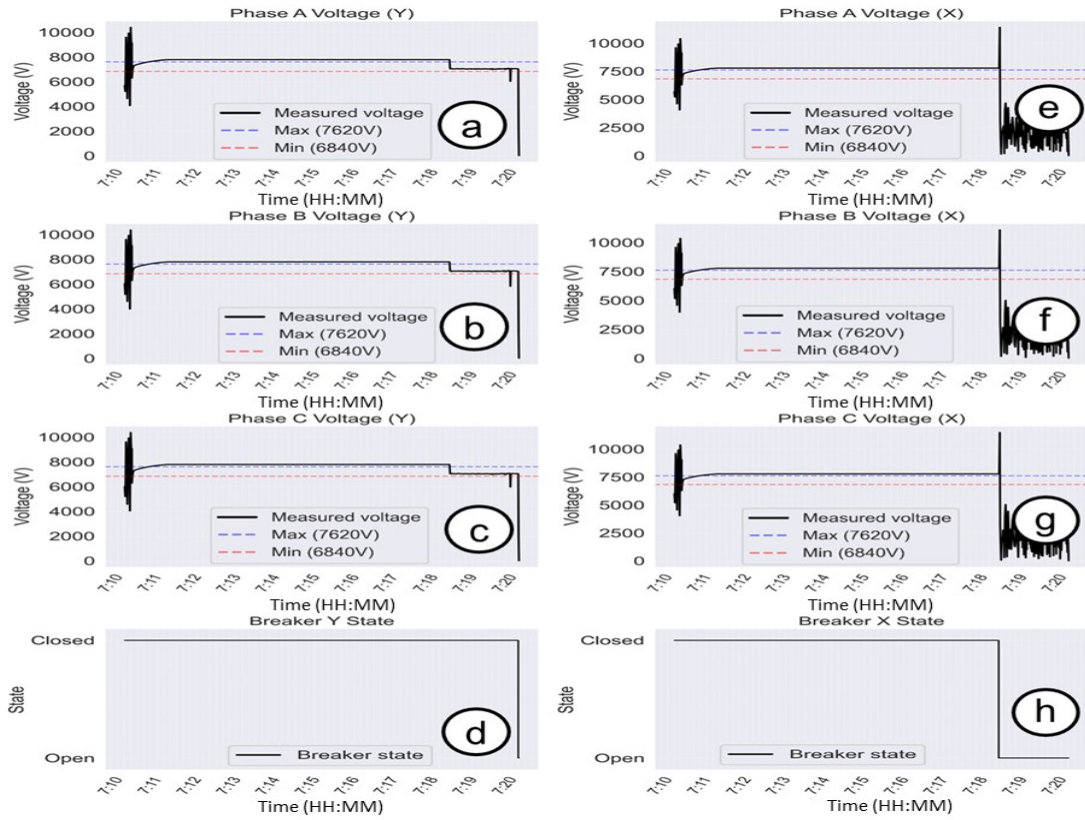 Phase A Voltage (Y)
10000
8000
6000
4000
2000
0
Voltage (V)
Measured voltage
Max (7620V)
Min (6840V)
a
7:10 7:11 7:12 7:13 7:14 7:15 7:16 7:17 7:18 7:19 7:20
Time (HH:MM)
Phase A Voltage (X)
10000
7500
5000
2500
0
Voltage (V)
Measured voltage
Max (7620V)
Min (6840V)
e
7:10 7:11 7:12 7:13 7:14 7:15 7:16 7:17 7:18 7:19 7:20
Time (HH:MM)
Phase B Voltage (Y)
10000
8000
6000
4000
2000
0
Voltage (V)
Measured voltage
Max (7620V)
Min (6840V)
b
7:10 7:11 7:12 7:13 7:14 7:15 7:16 7:17 7:18 7:19 7:20
Time (HH:MM)
Phase B Voltage (X)
10000
7500
5000
2500
0
Voltage (V)
Measured voltage
Max (7620V)
Min (6840V)
f
7:10 7:11 7:12 7:13 7:14 7:15 7:16 7:17 7:18 7:19 7:20
Time (HH:MM)
Phase C Voltage (Y)
10000
8000
6000
4000
2000
0
Voltage (V)
Measured voltage
Max (7620V)
Min (6840V)
c
7:10 7:11 7:12 7:13 7:14 7:15 7:16 7:17 7:18 7:19 7:20
Time (HH:MM)
Phase C Voltage (X)
10000
7500
5000
2500
0
Voltage (V)
Measured voltage
Max (7620V)
Min (6840V)
g
7:10 7:11 7:12 7:13 7:14 7:15 7:16 7:17 7:18 7:19 7:20
Time (HH:MM)
Breaker Y State
Closed
Open
State
Breaker state
d
7:10 7:11 7:12 7:13 7:14 7:15 7:16 7:17 7:18 7:19 7:20
Time (HH:MM)
Breaker X State
Closed
Open
State
Breaker state
h
7:10 7:11 7:12 7:13 7:14 7:15 7:16 7:17 7:18 7:19 7:20
Time (HH:MM)